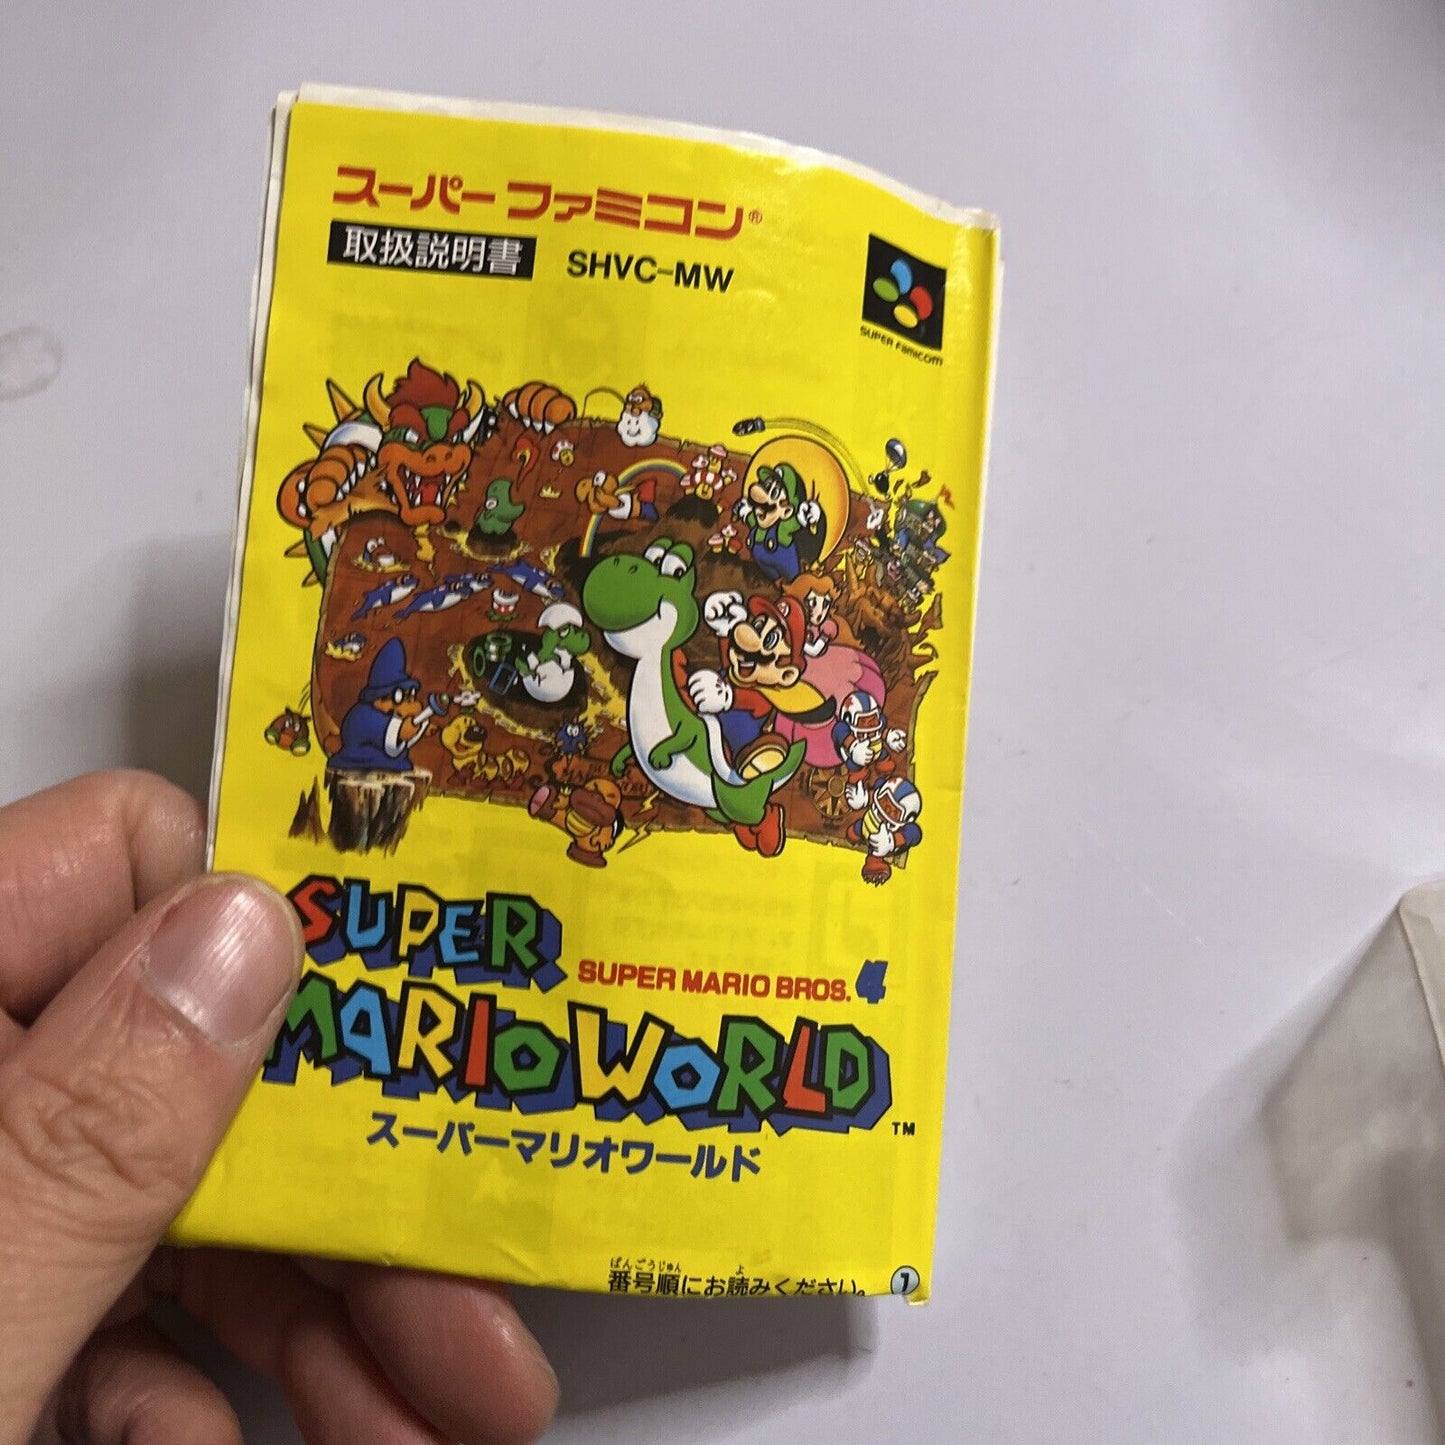 スーパーファミコン®
取扱説明書 SHVC-MW
SUPER FAMICOM
SUPER
SUPER MARIO BROS. 4
MARIO WORLD ™
スーパーマリオワールド
ばんごうじゅん よ
番号順にお読みください。 1